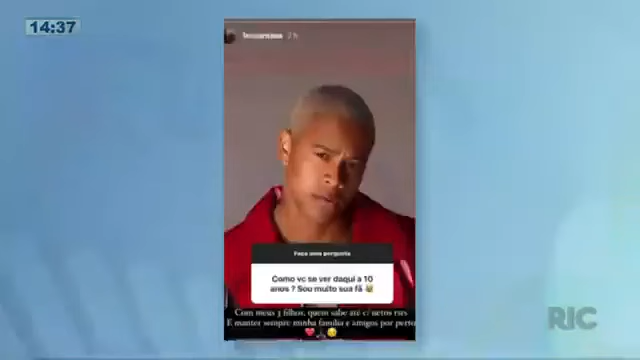 14:37
2 h
Faça uma pergunta
Como vc se ver daqui a 10
anos ? Sou muito sua fã 😭
Com meus 3 filhos, quem sabe até c/ netos rsrs
E manter sempre minha família e amigos por perto
RIC